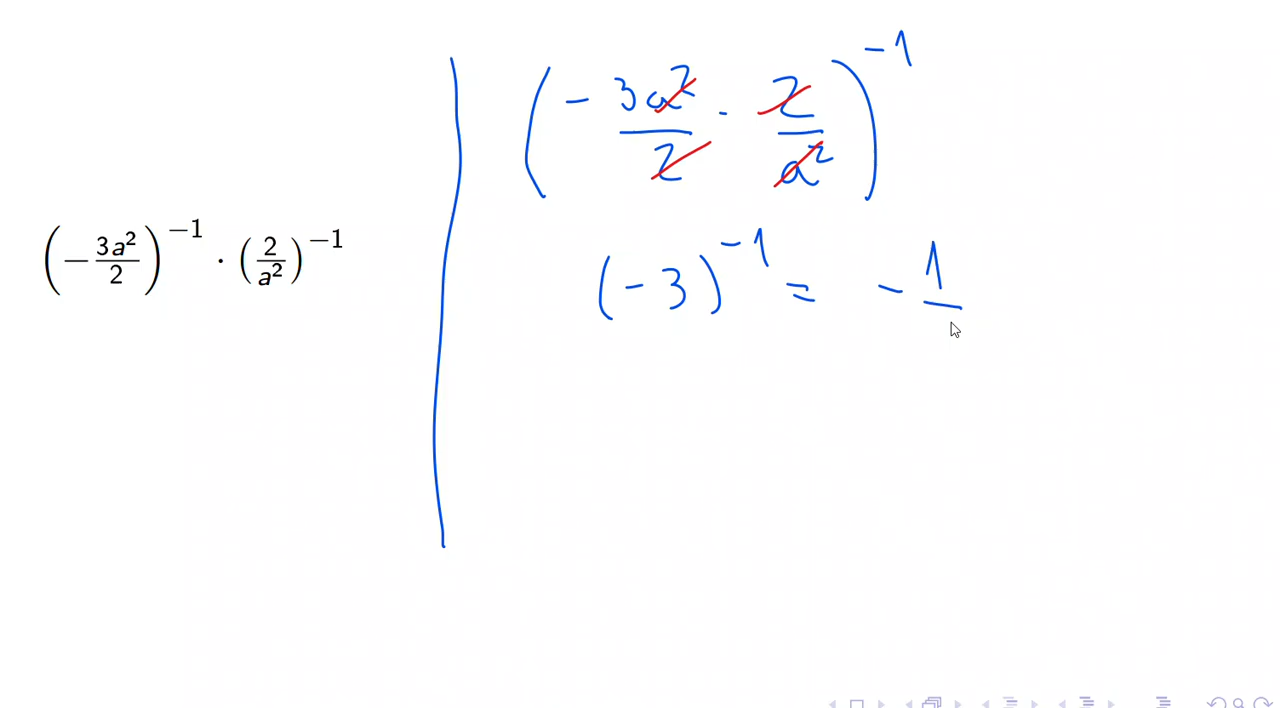 (-3a²/2)⁻¹ · (2/a²)⁻¹
(-3a²/2 · 2/a²)⁻¹
(-3)⁻¹ = -1/